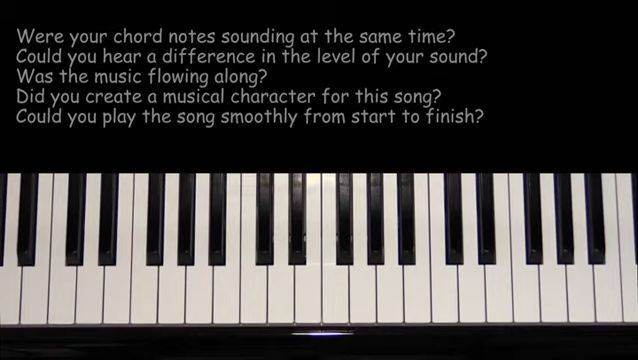 Were your chord notes sounding at the same time?
Could you hear a difference in the level of your sound?
Was the music flowing along?
Did you create a musical character for this song?
Could you play the song smoothly from start to finish?